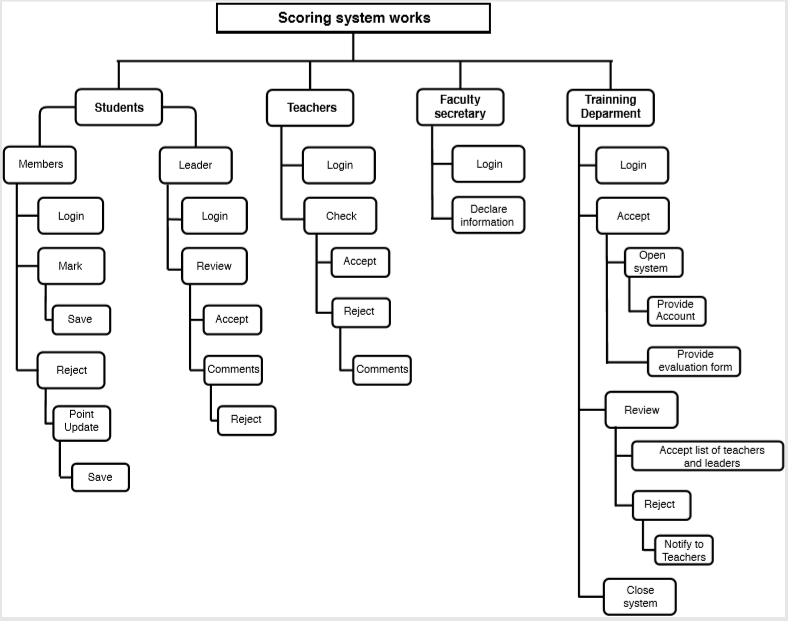 Scoring system works
Students
Teachers
Faculty
secretary
Trainning
Deparment
Members
Login
Mark
Save
Reject
Point
Update
Save
Leader
Login
Review
Accept
Comments
Reject
Login
Check
Accept
Reject
Comments
Login
Declare
information
Login
Accept
Open
system
Provide
Account
Provide
evaluation form
Review
Accept list of teachers
and leaders
Reject
Notify to
Teachers
Close
system